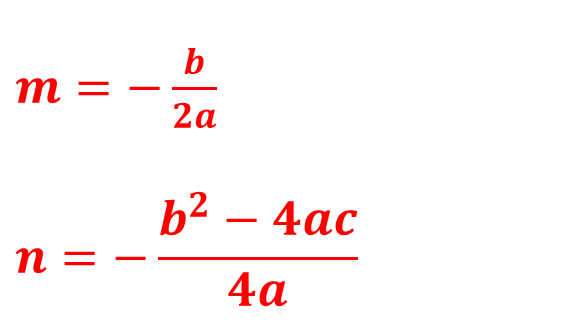 m = − b/2a
n = − b² − 4ac/4a